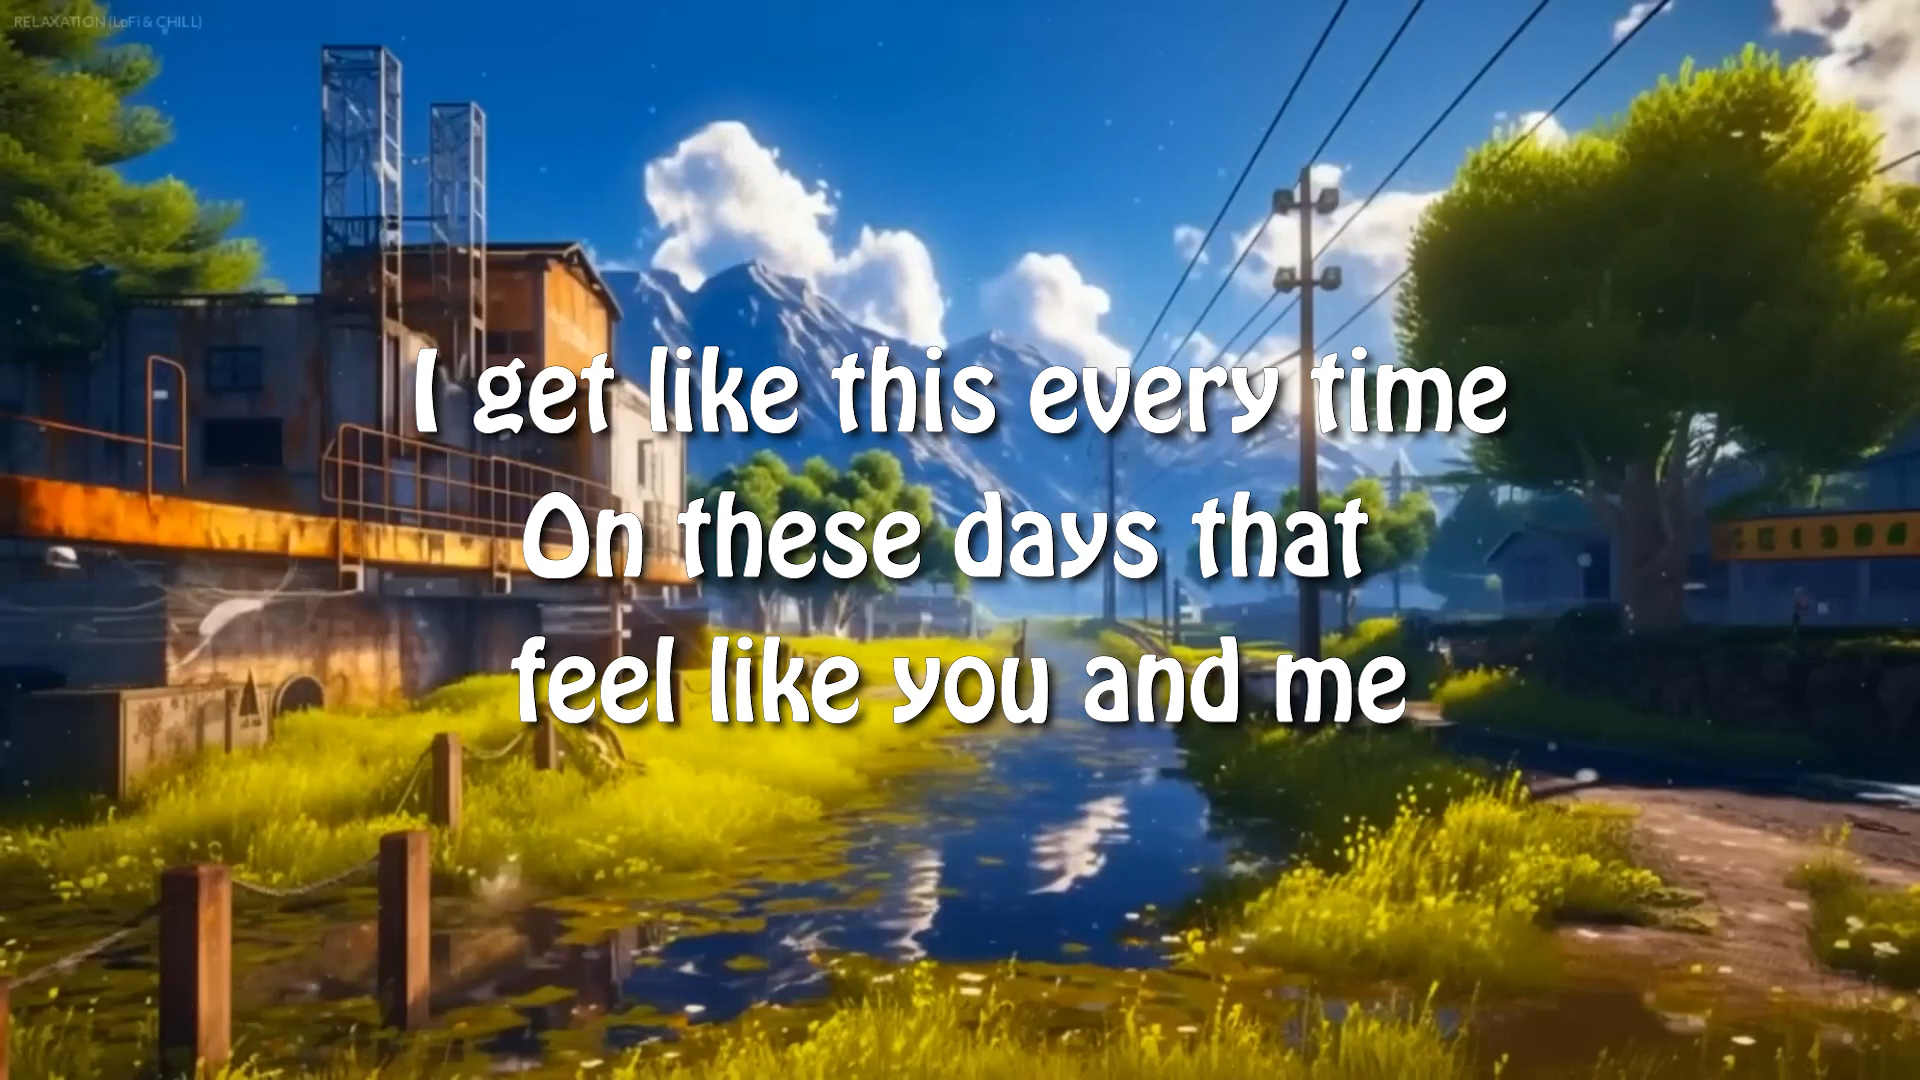 RELAXATION (LoFi & CHILL)
I get like this every time
On these days that
feel like you and me